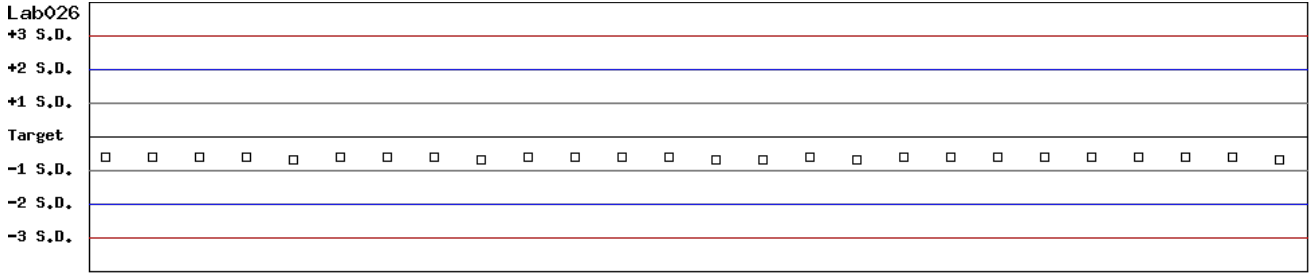 Lab026
+3 S.D.
+2 S.D.
+1 S.D.
Target
-1 S.D.
-2 S.D.
-3 S.D.